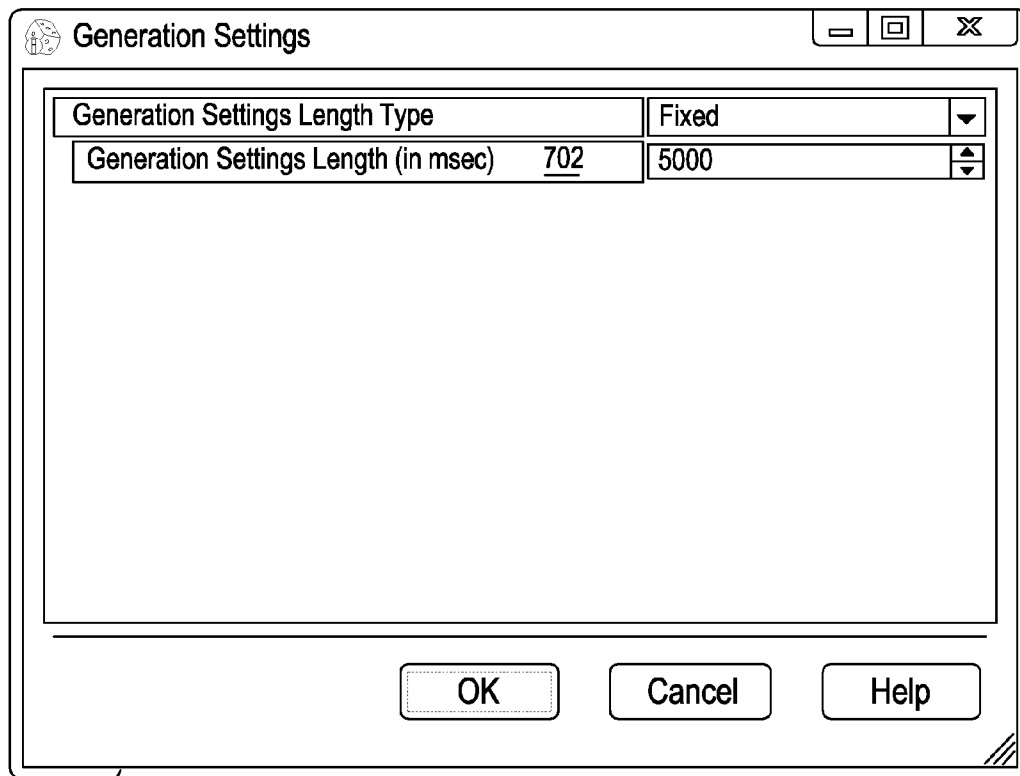 Generation Settings
Generation Settings Length Type Fixed
Generation Settings Length (in msec) 702 5000
OK Cancel Help